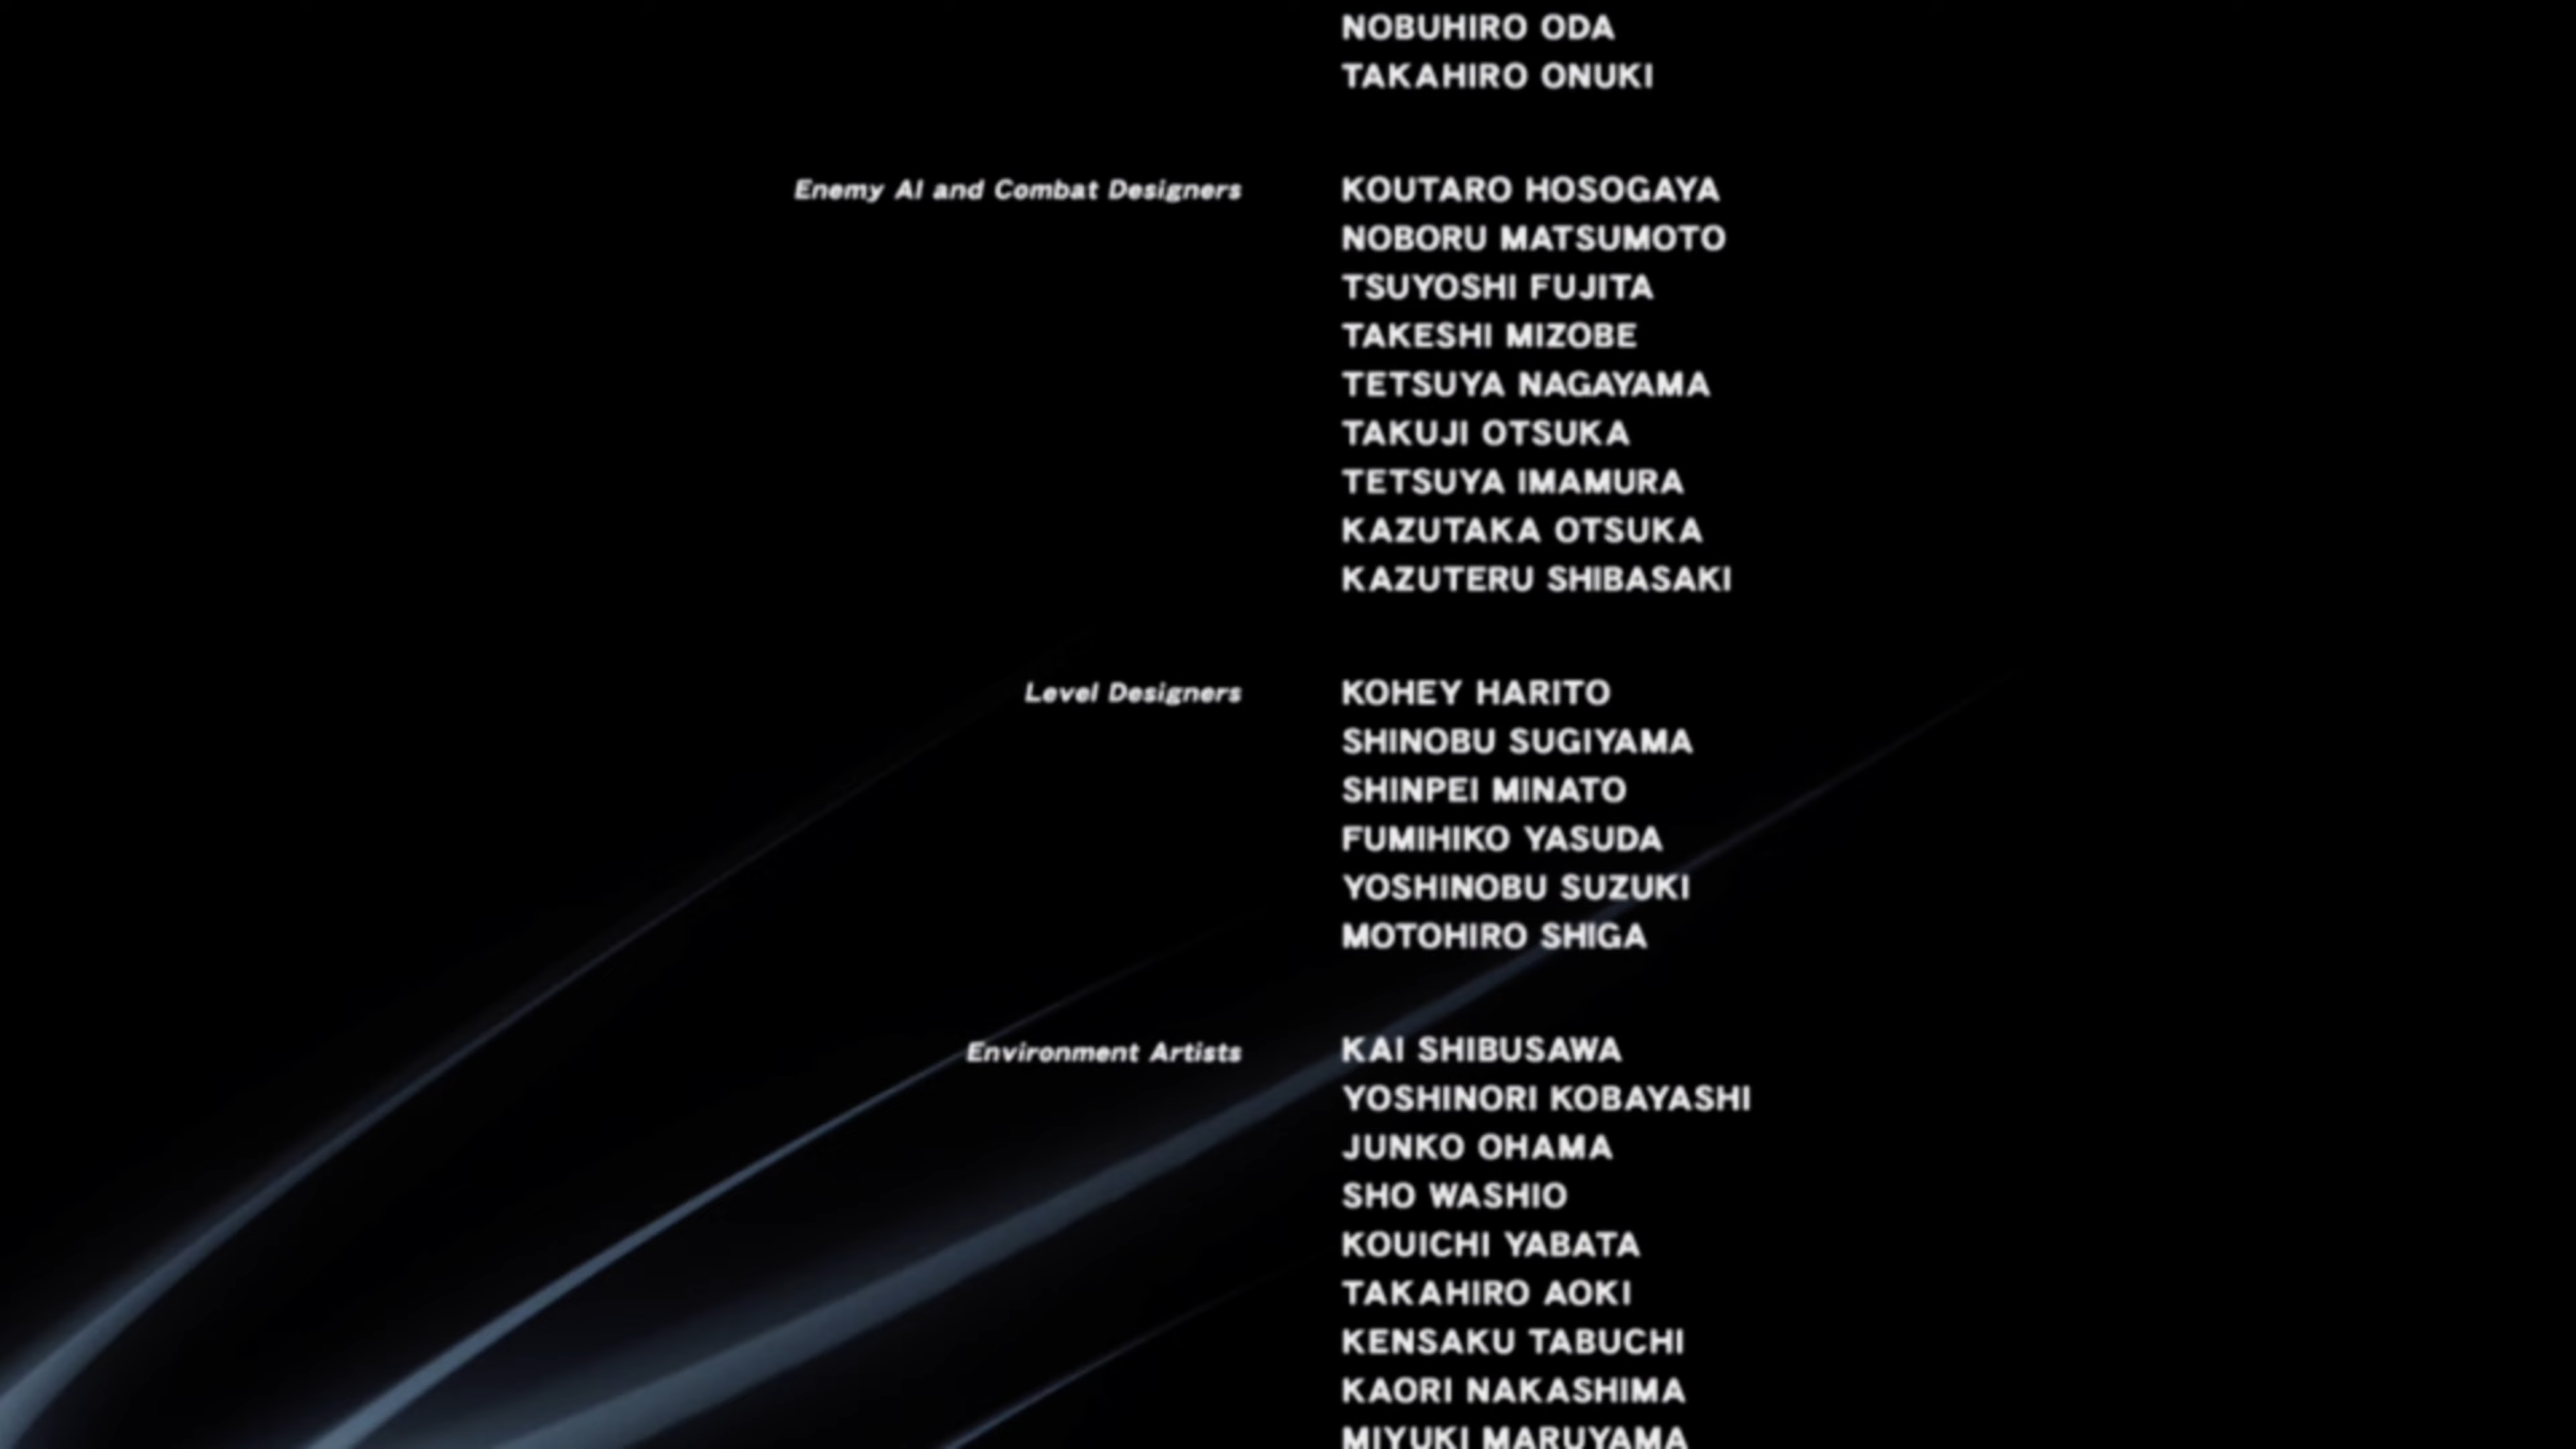 NOBUHIRO ODA
TAKAHIRO ONUKI
Enemy AI and Combat Designers KOUTARO HOSOGAYA
NOBORU MATSUMOTO
TSUYOSHI FUJITA
TAKESHI MIZOBE
TETSUYA NAGAYAMA
TAKUJI OTSUKA
TETSUYA IMAMURA
KAZUTAKA OTSUKA
KAZUTERU SHIBASAKI
Level Designers KOHEY HARITO
SHINOBU SUGIYAMA
SHINPEI MINATO
FUMIHIKO YASUDA
YOSHINOBU SUZUKI
MOTOHIRO SHIGA
Environment Artists KAI SHIBUSAWA
YOSHINORI KOBAYASHI
JUNKO OHAMA
SHO WASHIO
KOUICHI YABATA
TAKAHIRO AOKI
KENSAKU TABUCHI
KAORI NAKASHIMA
MIYUKI MARUYAMA